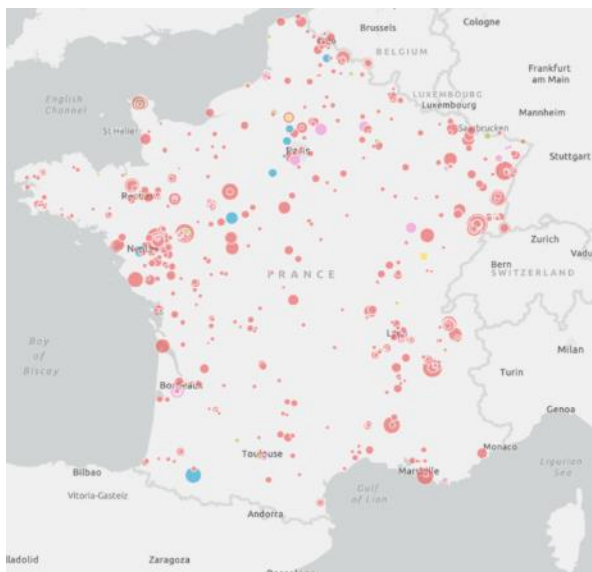 Brussels
Cologne
BELGIUM
Lille
Frankfurt
am Main
English
Channel
LUXEMBOURG
Luxembourg
Mannheim
St Helier
Saarbrucken
Paris
Stuttgart
Rennes
Nantes
Zurich
Vadu
Bern
SWITZERLAND
FRANCE
Bay
of
Biscay
Lyon
Milan
Turin
Bordeaux
Genoa
Toulouse
Marseille
Monaco
Bilbao
Gulf
of Lion
Ligurian
Sea
Vitoria-Gasteiz
Andorra
lladolid
Zaragoza